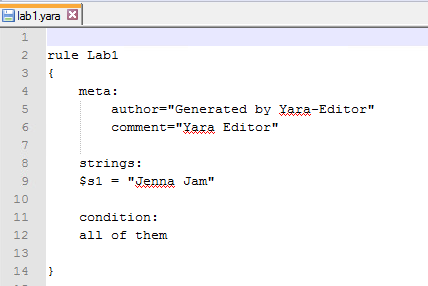 lab1.yara
1
2 rule Lab1
3 {
4 meta:
5 author="Generated by Yara-Editor"
6 comment="Yara Editor"
7
8 strings:
9 $s1 = "Jenna Jam"
10
11 condition:
12 all of them
13
14 }